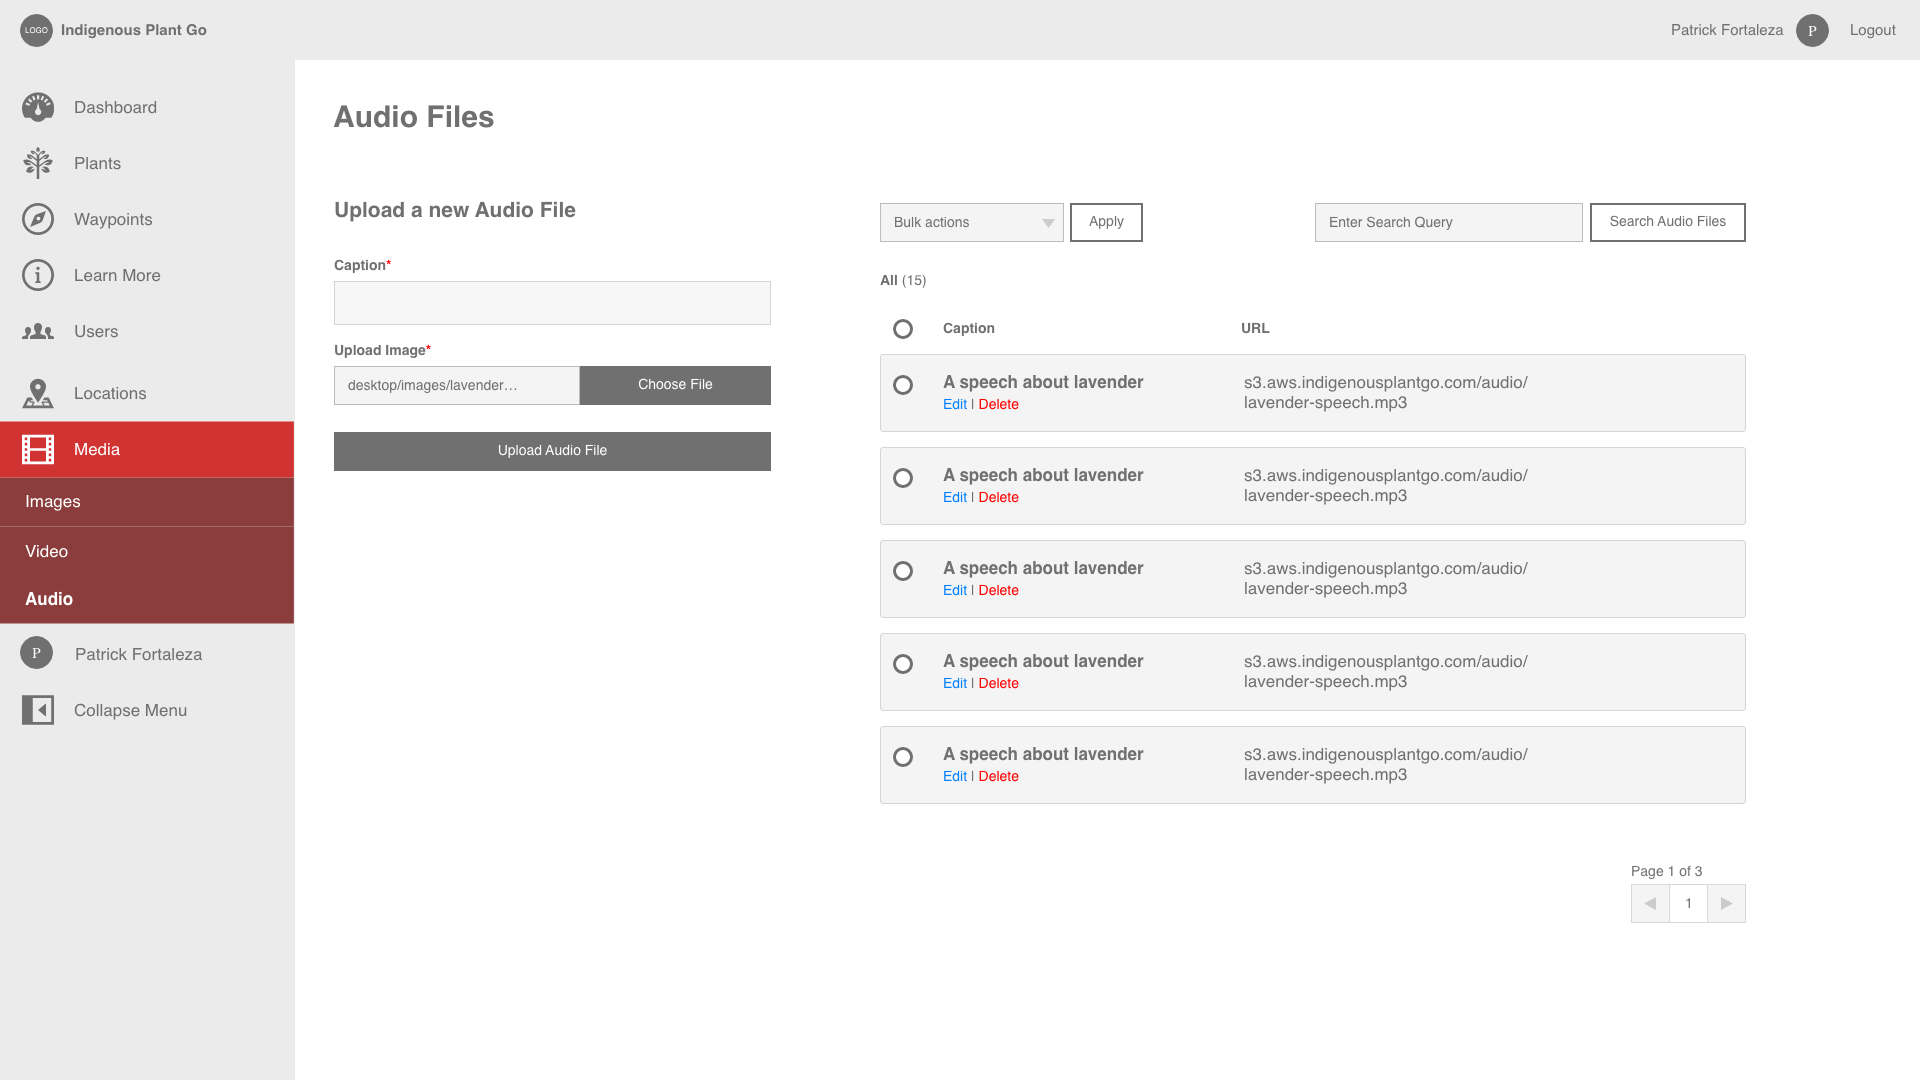 LOGO Indigenous Plant Go
Patrick Fortaleza P Logout
Dashboard
Plants
Waypoints
Learn More
Users
Locations
Media
Images
Video
Audio
P Patrick Fortaleza
Collapse Menu
Audio Files
Upload a new Audio File
Caption*
Upload Image*
desktop/images/lavender… Choose File
Upload Audio File
Bulk actions Apply
Enter Search Query Search Audio Files
All (15)
Caption URL
A speech about lavender
Edit | Delete
s3.aws.indigenousplantgo.com/audio/
lavender-speech.mp3
A speech about lavender
Edit | Delete
s3.aws.indigenousplantgo.com/audio/
lavender-speech.mp3
A speech about lavender
Edit | Delete
s3.aws.indigenousplantgo.com/audio/
lavender-speech.mp3
A speech about lavender
Edit | Delete
s3.aws.indigenousplantgo.com/audio/
lavender-speech.mp3
A speech about lavender
Edit | Delete
s3.aws.indigenousplantgo.com/audio/
lavender-speech.mp3
Page 1 of 3
1